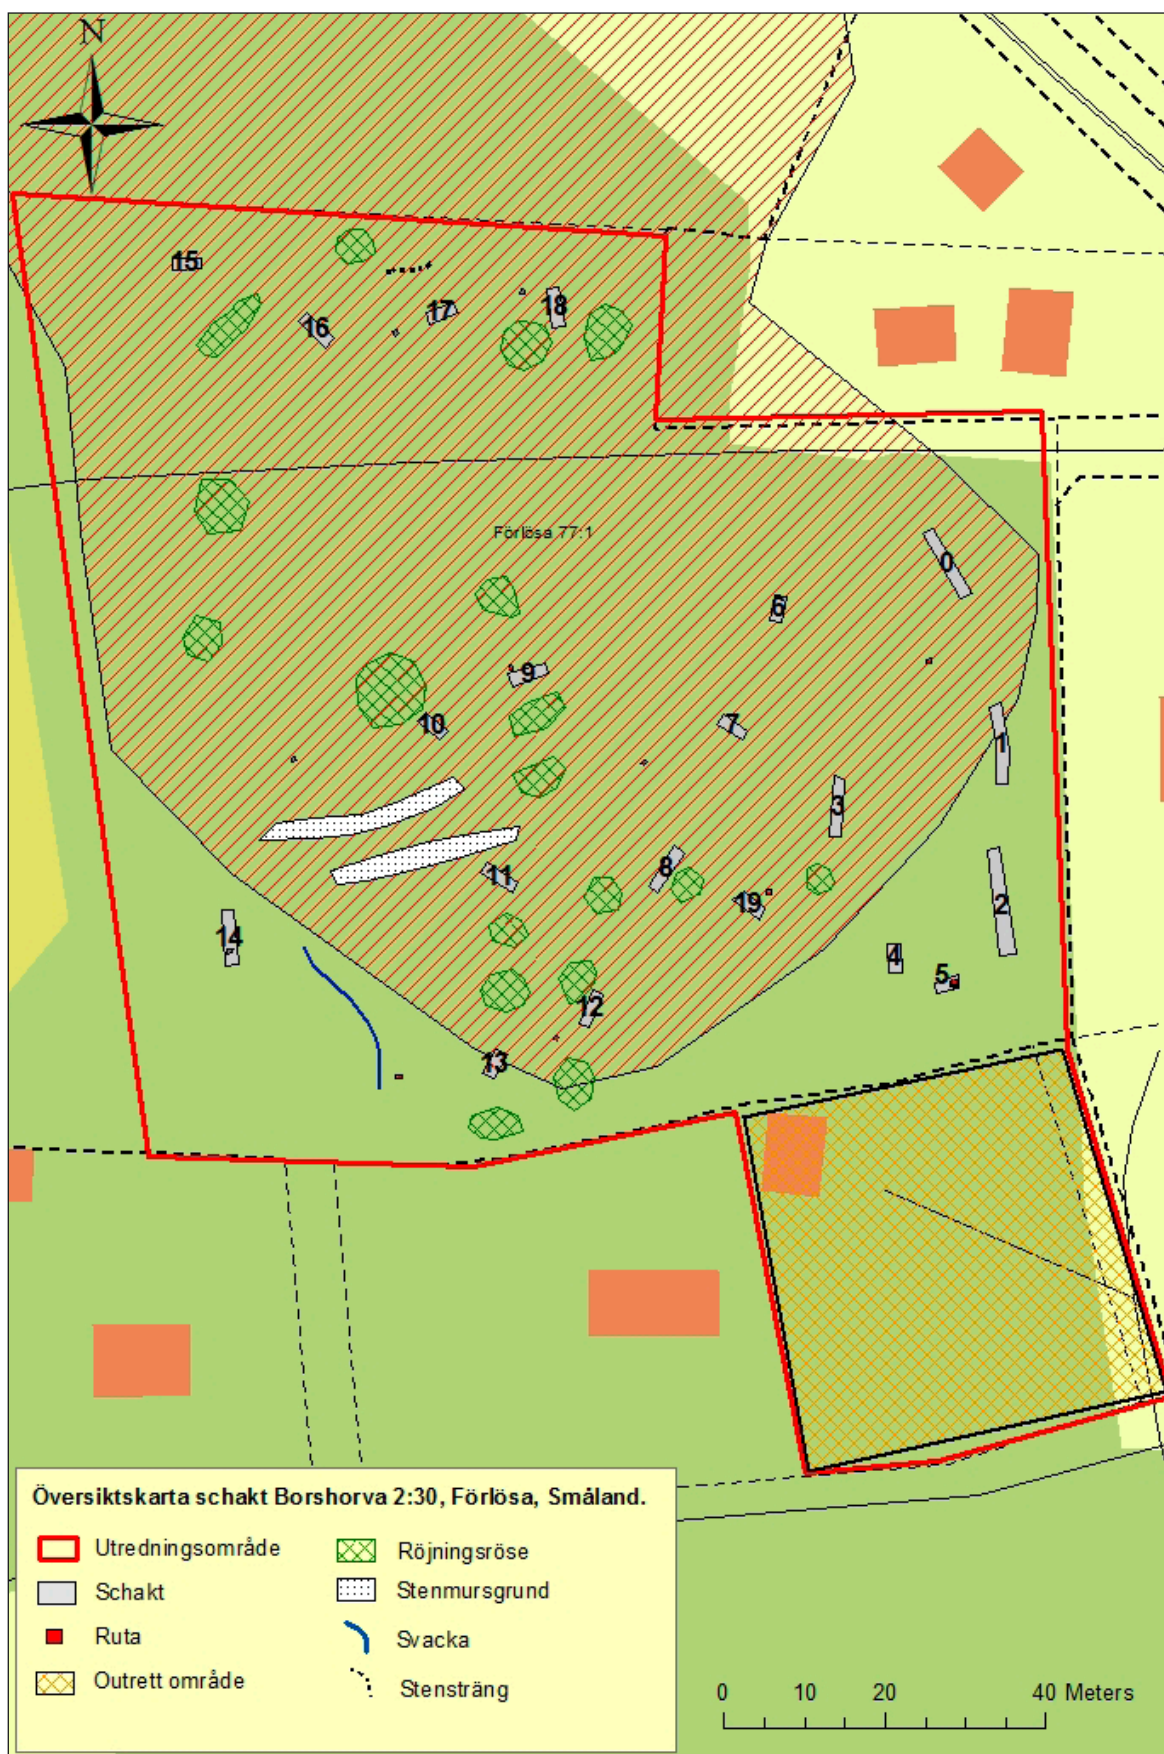 N
15
16
17
18
Förlösa 77:1
0
6
9
10
7
1
3
8
11
19
2
14
4
5
12
13
Översiktskarta schakt Borshorva 2:30, Förlösa, Småland.
Utredningsområde
Röjningsröse
Schakt
Stenmursgrund
Ruta
Svacka
Outrett område
Stensträng
0 10 20 40 Meters